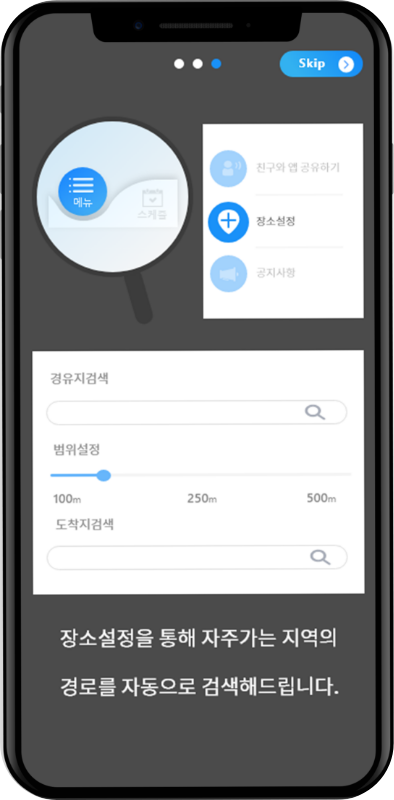 Skip
메뉴
스케줄
친구와 앱 공유하기
장소설정
공지사항
경유지검색
범위설정
100m 250m 500m
도착지검색
장소설정을 통해 자주가는 지역의
경로를 자동으로 검색해드립니다.